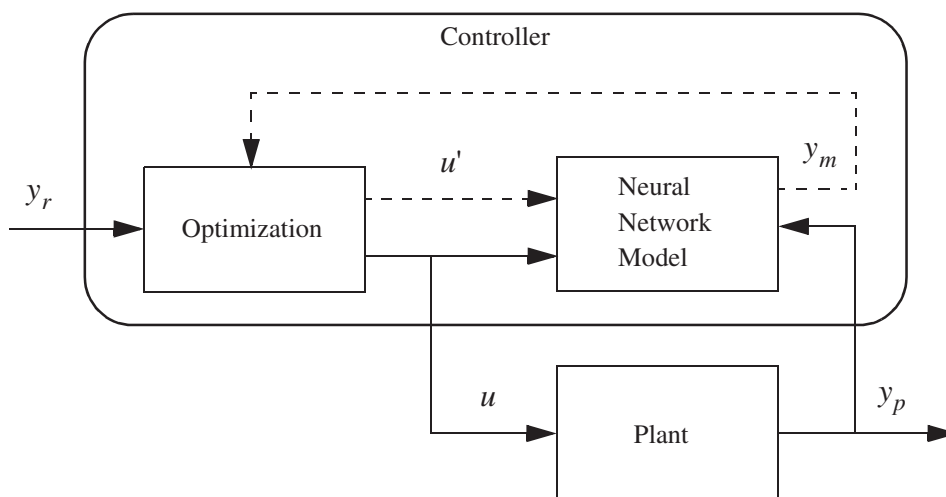 Controller
y_r
Optimization
u'
Neural
Network
Model
y_m
u
Plant
y_p